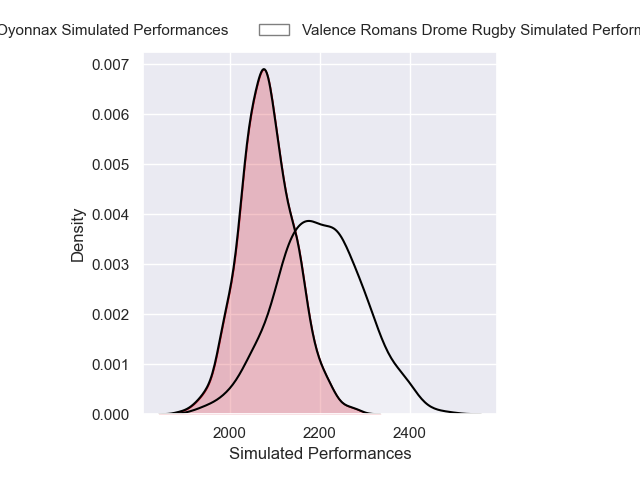 Oyonnax Simulated Performances
Valence Romans Drome Rugby Simulated
0.007
0.006
0.005
0.004
0.003
0.002
0.001
0.000
Density
2000 2200 2400
Simulated Performances